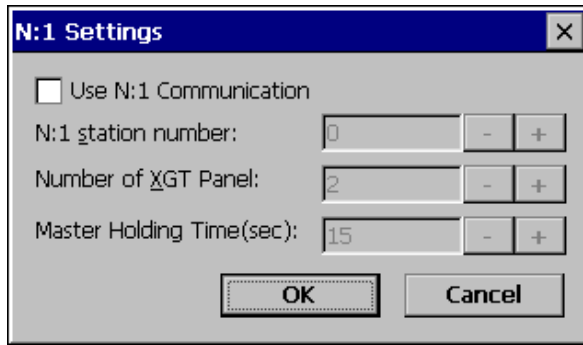 N:1 Settings
Use N:1 Communication
N:1 station number: 0 - +
Number of XGT Panel: 2 - +
Master Holding Time(sec): 15 - +
OK Cancel